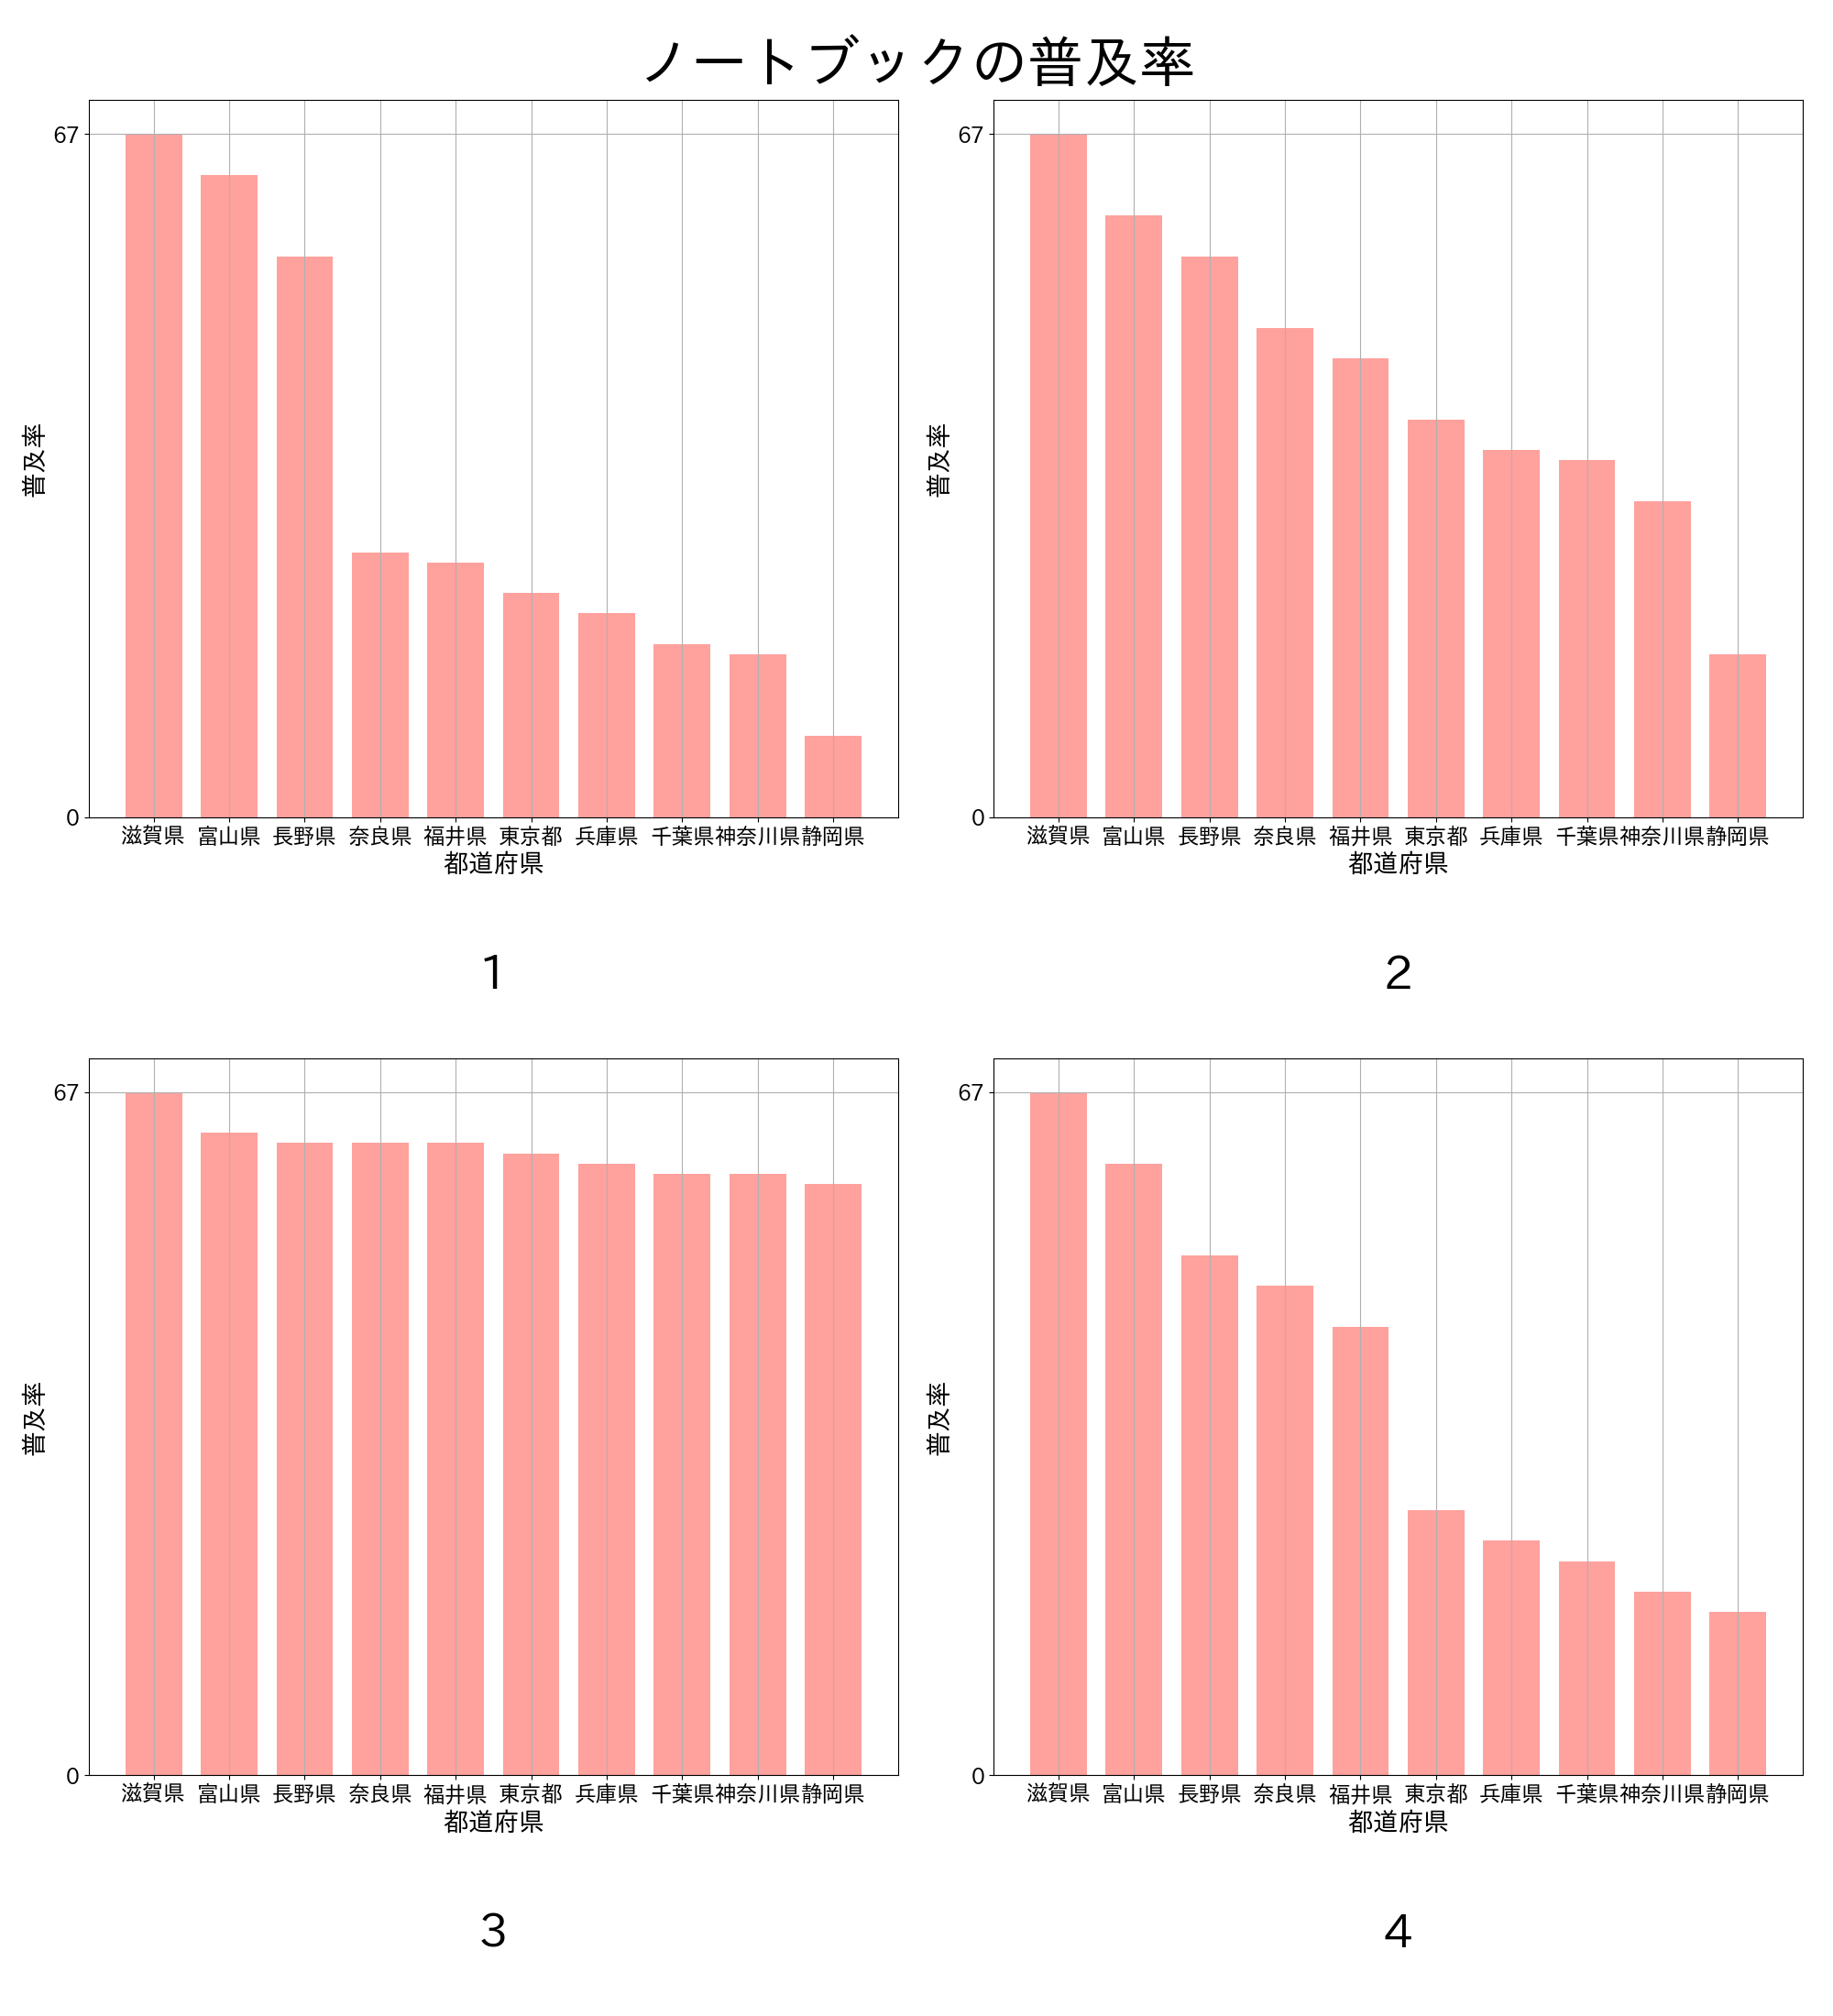 ノートブックの普及率
67
0
普及率
滋賀県 富山県 長野県 奈良県 福井県 東京都 兵庫県 千葉県 神奈川県 静岡県
都道府県
1
67
0
普及率
滋賀県 富山県 長野県 奈良県 福井県 東京都 兵庫県 千葉県 神奈川県 静岡県
都道府県
2
67
0
普及率
滋賀県 富山県 長野県 奈良県 福井県 東京都 兵庫県 千葉県 神奈川県 静岡県
都道府県
3
67
0
普及率
滋賀県 富山県 長野県 奈良県 福井県 東京都 兵庫県 千葉県 神奈川県 静岡県
都道府県
4